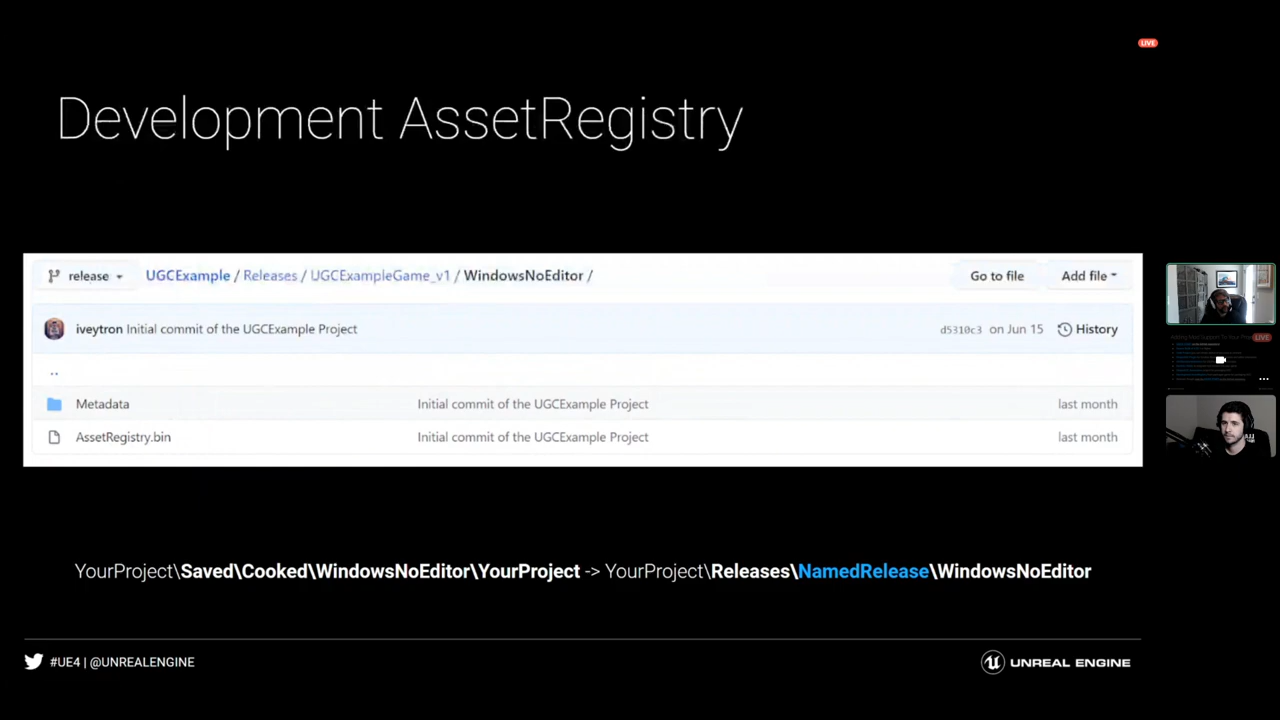 LIVE
Development AssetRegistry
release UGCExample / Releases / UGCExampleGame_v1 / WindowsNoEditor / Go to file Add file
iveytron Initial commit of the UGCExample Project d5310c3 on Jun 15 History
..
Metadata Initial commit of the UGCExample Project last month
AssetRegistry.bin Initial commit of the UGCExample Project last month
LIVE
YourProject\Saved\Cooked\WindowsNoEditor\YourProject -> YourProject\Releases\NamedRelease\WindowsNoEditor
#UE4 | @UNREALENGINE
UNREAL ENGINE